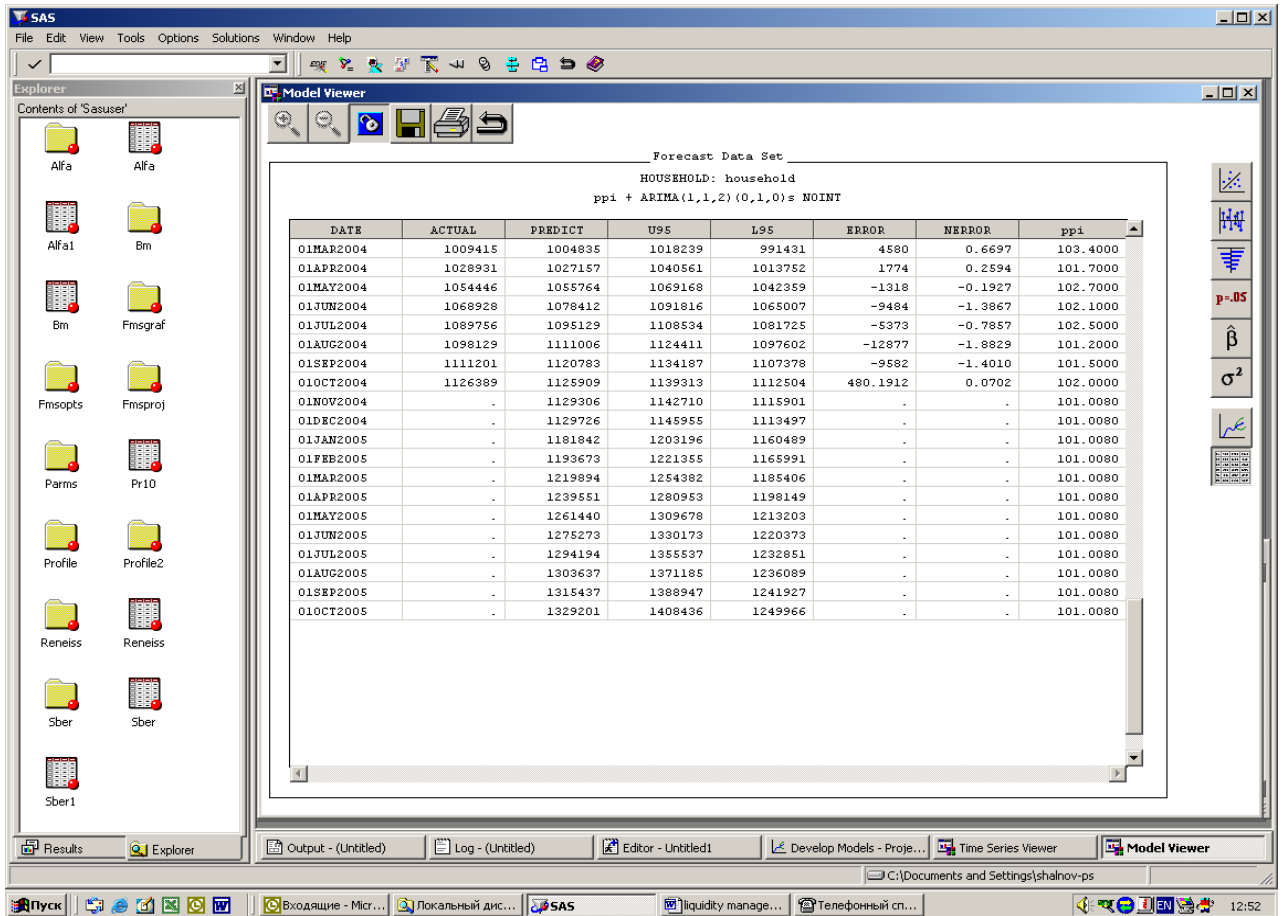 SAS
File Edit View Tools Options Solutions Window Help
Explorer
Contents of 'Sasuser'
Alfa Alfa
Alfa1 Bm
Bm Fmsgraf
Fmsopts Fmsproj
Parms Pr10
Profile Profile2
Reneiss Reneiss
Sber Sber
Sber1
Results Explorer
Model Viewer
Forecast Data Set
HOUSEHOLD: household
ppi + ARIMA(1,1,2)(0,1,0)s NOINT
DATE ACTUAL PREDICT U95 L95 ERROR NERROR ppi
01MAR2004 1009415 1004835 1018239 991431 4580 0.6697 103.4000
01APR2004 1028931 1027157 1040561 1013752 1774 0.2594 101.7000
01MAY2004 1054446 1055764 1069168 1042359 -1318 -0.1927 102.7000
01JUN2004 1068928 1078412 1091816 1065007 -9484 -1.3867 102.1000
01JUL2004 1089756 1095129 1108534 1081725 -5373 -0.7857 102.5000
01AUG2004 1098129 1111006 1124411 1097602 -12877 -1.8829 101.2000
01SEP2004 1111201 1120783 1134187 1107378 -9582 -1.4010 101.5000
01OCT2004 1126389 1125909 1139313 1112504 480.1912 0.0702 102.0000
01NOV2004 . 1129306 1142710 1115901 . . 101.0080
01DEC2004 . 1129726 1145955 1113497 . . 101.0080
01JAN2005 . 1181842 1203196 1160489 . . 101.0080
01FEB2005 . 1193673 1221355 1165991 . . 101.0080
01MAR2005 . 1219894 1254382 1185406 . . 101.0080
01APR2005 . 1239551 1280953 1198149 . . 101.0080
01MAY2005 . 1261440 1309678 1213203 . . 101.0080
01JUN2005 . 1275273 1330173 1220373 . . 101.0080
01JUL2005 . 1294194 1355537 1232851 . . 101.0080
01AUG2005 . 1303637 1371185 1236089 . . 101.0080
01SEP2005 . 1315437 1388947 1241927 . . 101.0080
01OCT2005 . 1329201 1408436 1249966 . . 101.0080
p=.05
β̂
σ²
Output - (Untitled) Log - (Untitled) Editor - Untitled1 Develop Models - Proje... Time Series Viewer Model Viewer
C:\Documents and Settings\shalnov-ps
Пуск Входящие - Micr... Локальный дис... SAS liquidity manage... Телефонный сп... EN 12:52